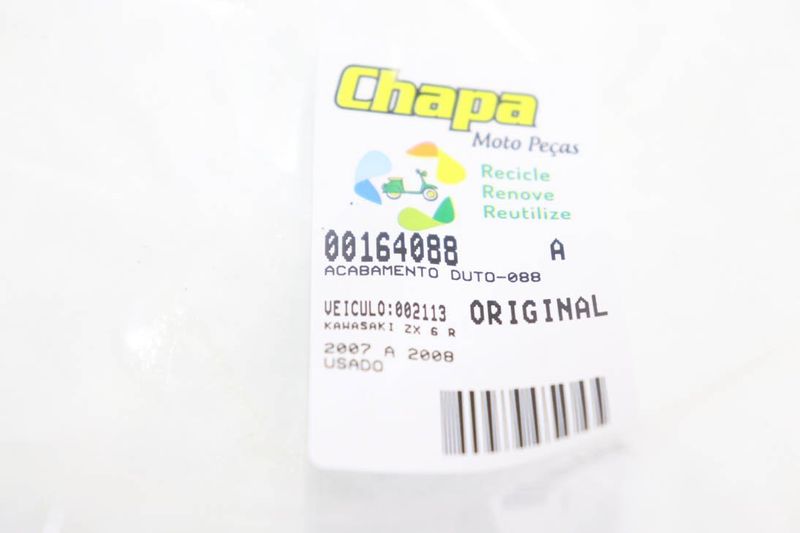 Chapa
Moto Peças
Recicle
Renove
Reutilize
00164088 A
ACABAMENTO DUTO-088
VEICULO:002113 ORIGINAL
KAWASAKI ZX 6 R
2007 A 2008
USADO